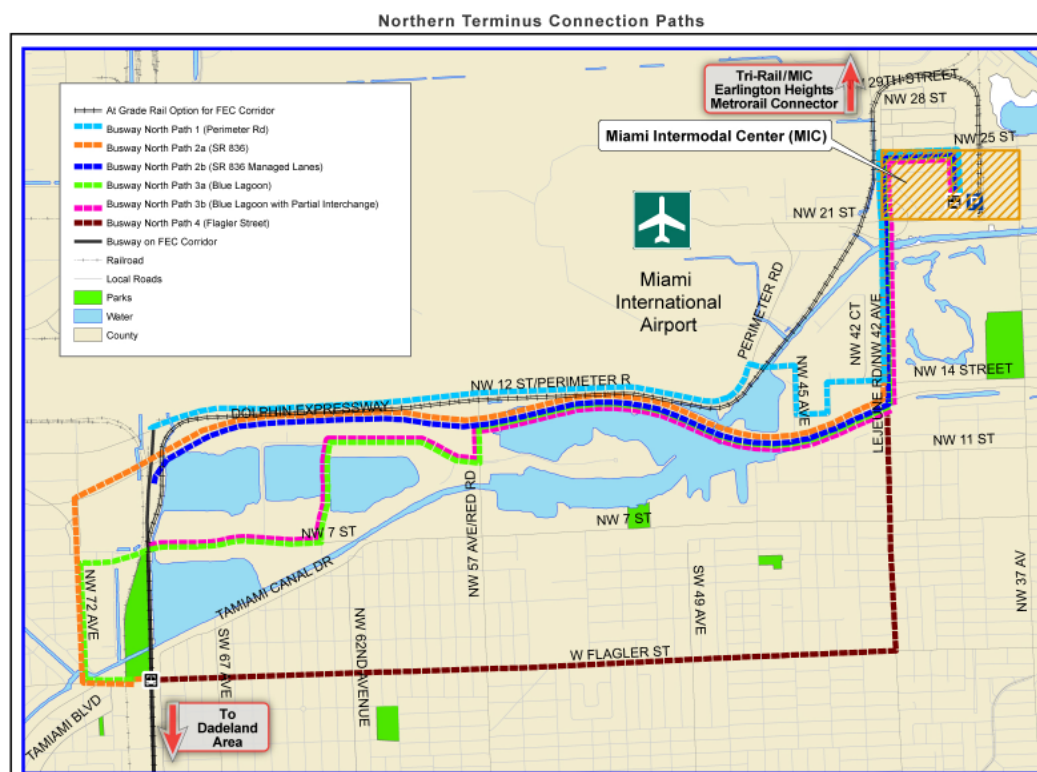 Northern Terminus Connection Paths
Tri-Rail/MIC
Earlington Heights
Metrorail Connector
29TH STREET
NW 28 ST
NW 25 ST
Miami Intermodal Center (MIC)
At Grade Rail Option for FEC Corridor
Busway North Path 1 (Perimeter Rd)
Busway North Path 2a (SR 836)
Busway North Path 2b (SR 836 Managed Lanes)
Busway North Path 3a (Blue Lagoon)
Busway North Path 3b (Blue Lagoon with Partial Interchange)
Busway North Path 4 (Flagler Street)
Busway on FEC Corridor
Railroad
Local Roads
Parks
Water
County
P
NW 21 ST
Miami
International
Airport
PERIMETER RD
NW 42 CT
LEJEUNE RD/NW 42 AVE
NW 45 AVE
NW 14 STREET
NW 12 ST/PERIMETER R
DOLPHIN EXPRESSWAY
NW 11 ST
NW 57 AVE/RED RD
NW 7 ST
NW 7 ST
TAMIAMI CANAL DR
NW 72 AVE
SW 67 AVE
NW 62ND AVENUE
SW 49 AVE
NW 37 AV
W FLAGLER ST
TAMIAMI BLVD
To
Dadeland
Area